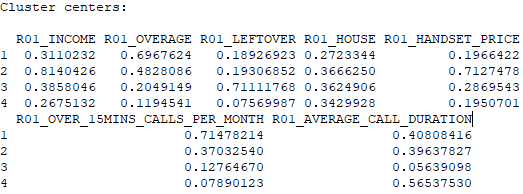 Cluster centers:
R01_INCOME R01_OVERAGE R01_LEFTOVER R01_HOUSE R01_HANDSET_PRICE
1 0.3110232 0.6967624 0.18926923 0.2723344 0.1966422
2 0.8140426 0.4828086 0.19306852 0.3666250 0.7127478
3 0.3858046 0.2049149 0.71111768 0.3624906 0.2869543
4 0.2675132 0.1194541 0.07569987 0.3429928 0.1950701
R01_OVER_15MINS_CALLS_PER_MONTH R01_AVERAGE_CALL_DURATION
1 0.71478214 0.40808416
2 0.37032540 0.39637827
3 0.12764670 0.05639098
4 0.07890123 0.56537530